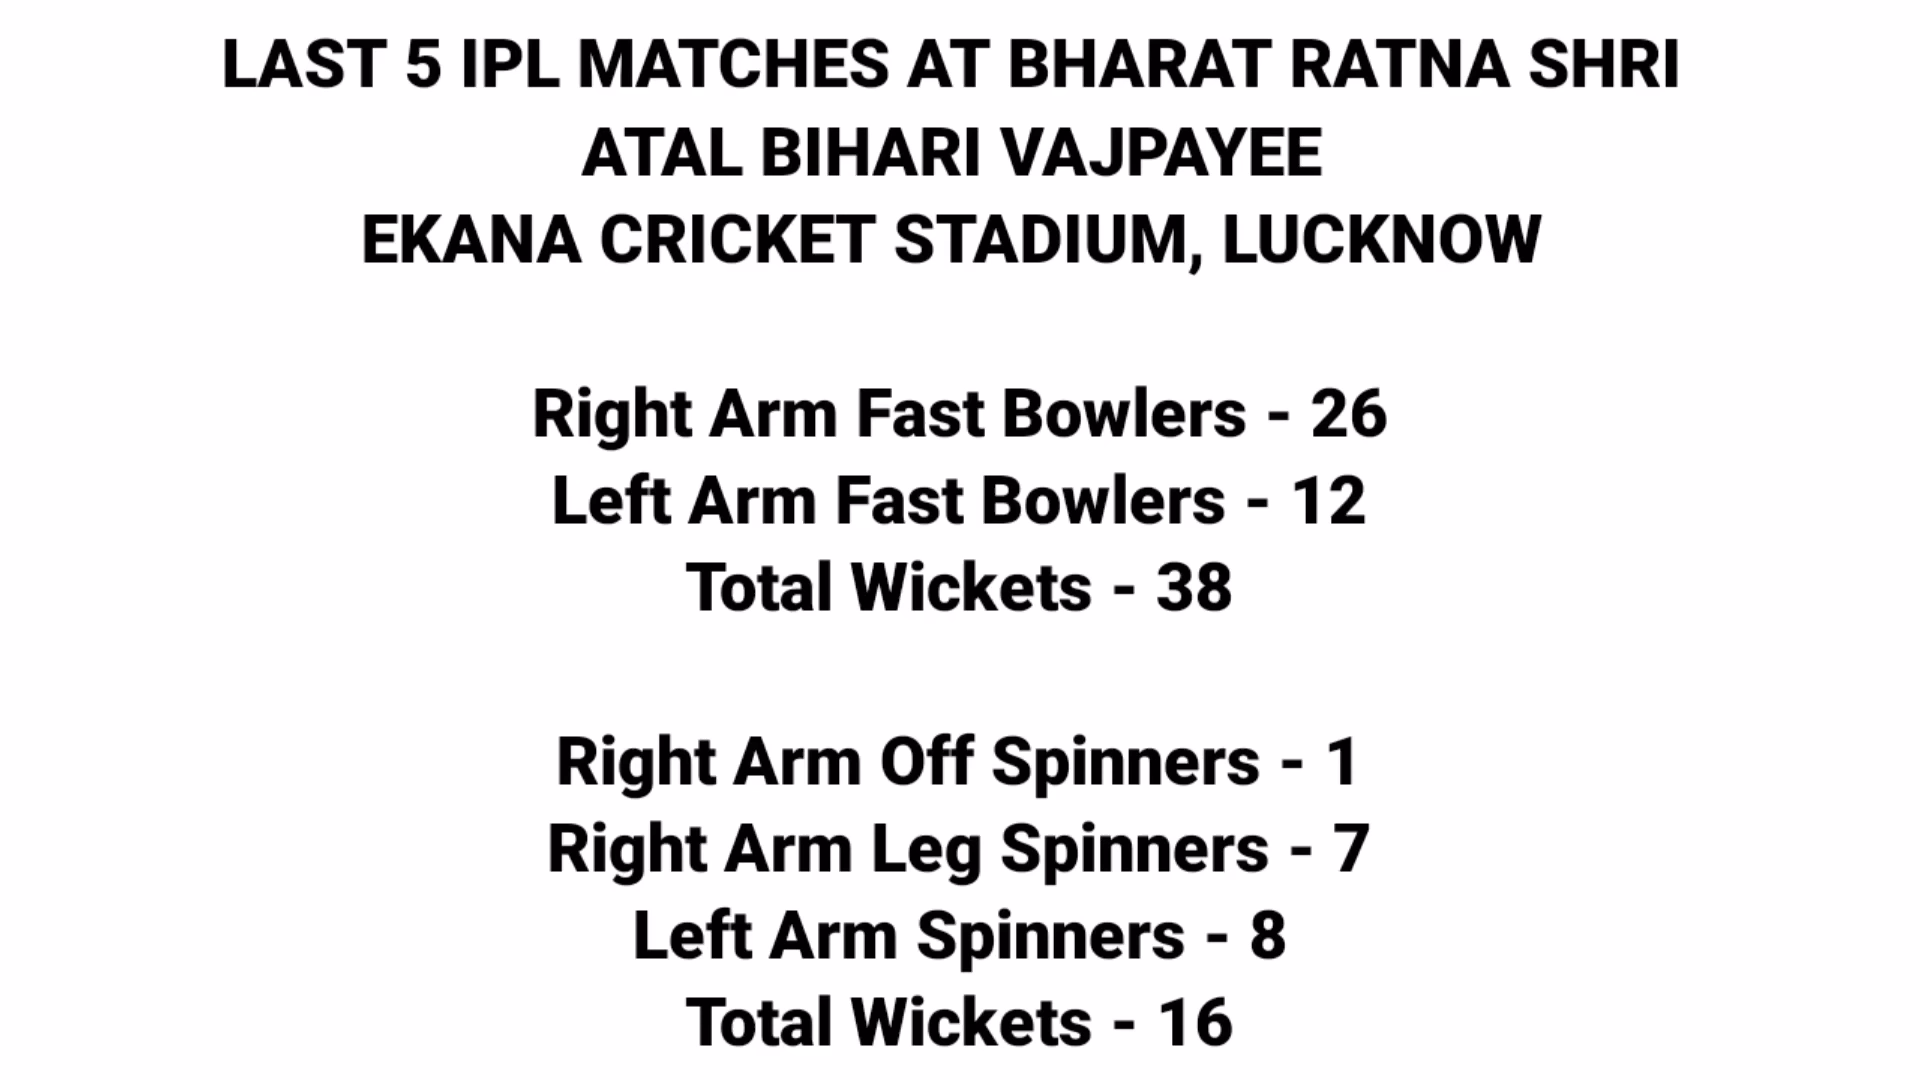 LAST 5 IPL MATCHES AT BHARAT RATNA SHRI
ATAL BIHARI VAJPAYEE
EKANA CRICKET STADIUM, LUCKNOW
Right Arm Fast Bowlers - 26
Left Arm Fast Bowlers - 12
Total Wickets - 38
Right Arm Off Spinners - 1
Right Arm Leg Spinners - 7
Left Arm Spinners - 8
Total Wickets - 16